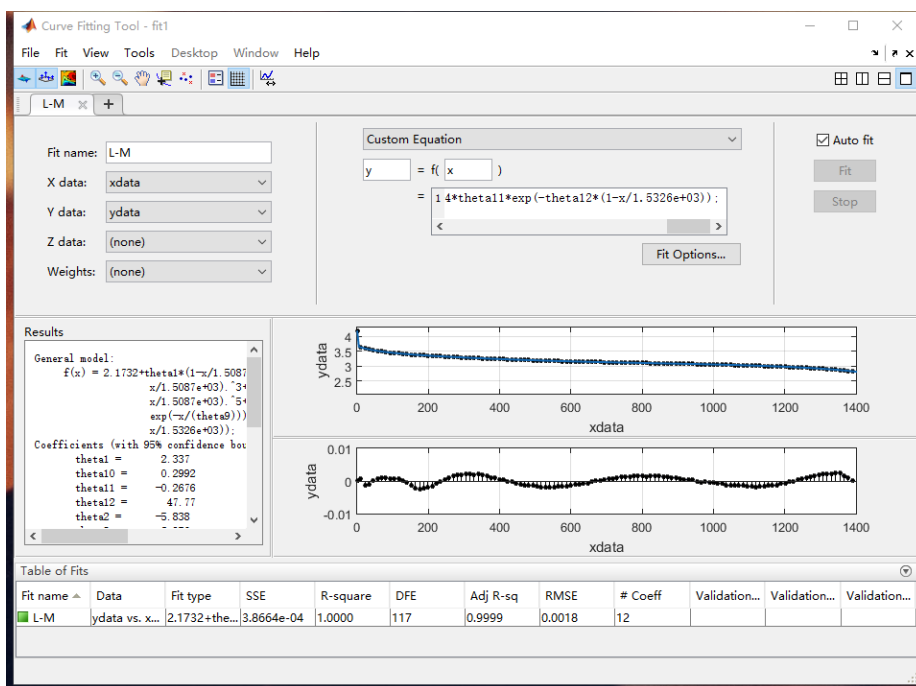 Curve Fitting Tool - fit1
File Fit View Tools Desktop Window Help
L-M
Fit name: L-M
X data: xdata
Y data: ydata
Z data: (none)
Weights: (none)
Custom Equation
y = f( x )
= 1 4*theta11*exp(-theta12*(1-x/1.5326e+03));
Fit Options...
Auto fit
Fit
Stop
Results
General model:
f(x) = 2.1732+theta1*(1-x/1.5087
x/1.5087e+03).^3+
x/1.5087e+03).^5+
exp(-x/(theta9)))
x/1.5326e+03));
Coefficients (with 95% confidence bou
theta1 = 2.337
theta10 = 0.2992
theta11 = -0.2676
theta12 = 47.77
theta2 = -5.838
ydata
4
3.5
3
2.5
0 200 400 600 800 1000 1200 1400
xdata
ydata
0.01
0
-0.01
0 200 400 600 800 1000 1200 1400
xdata
Table of Fits
Fit name Data Fit type SSE R-square DFE Adj R-sq RMSE # Coeff Validation... Validation... Validation...
L-M ydata vs. x... 2.1732+the... 3.8664e-04 1.0000 117 0.9999 0.0018 12